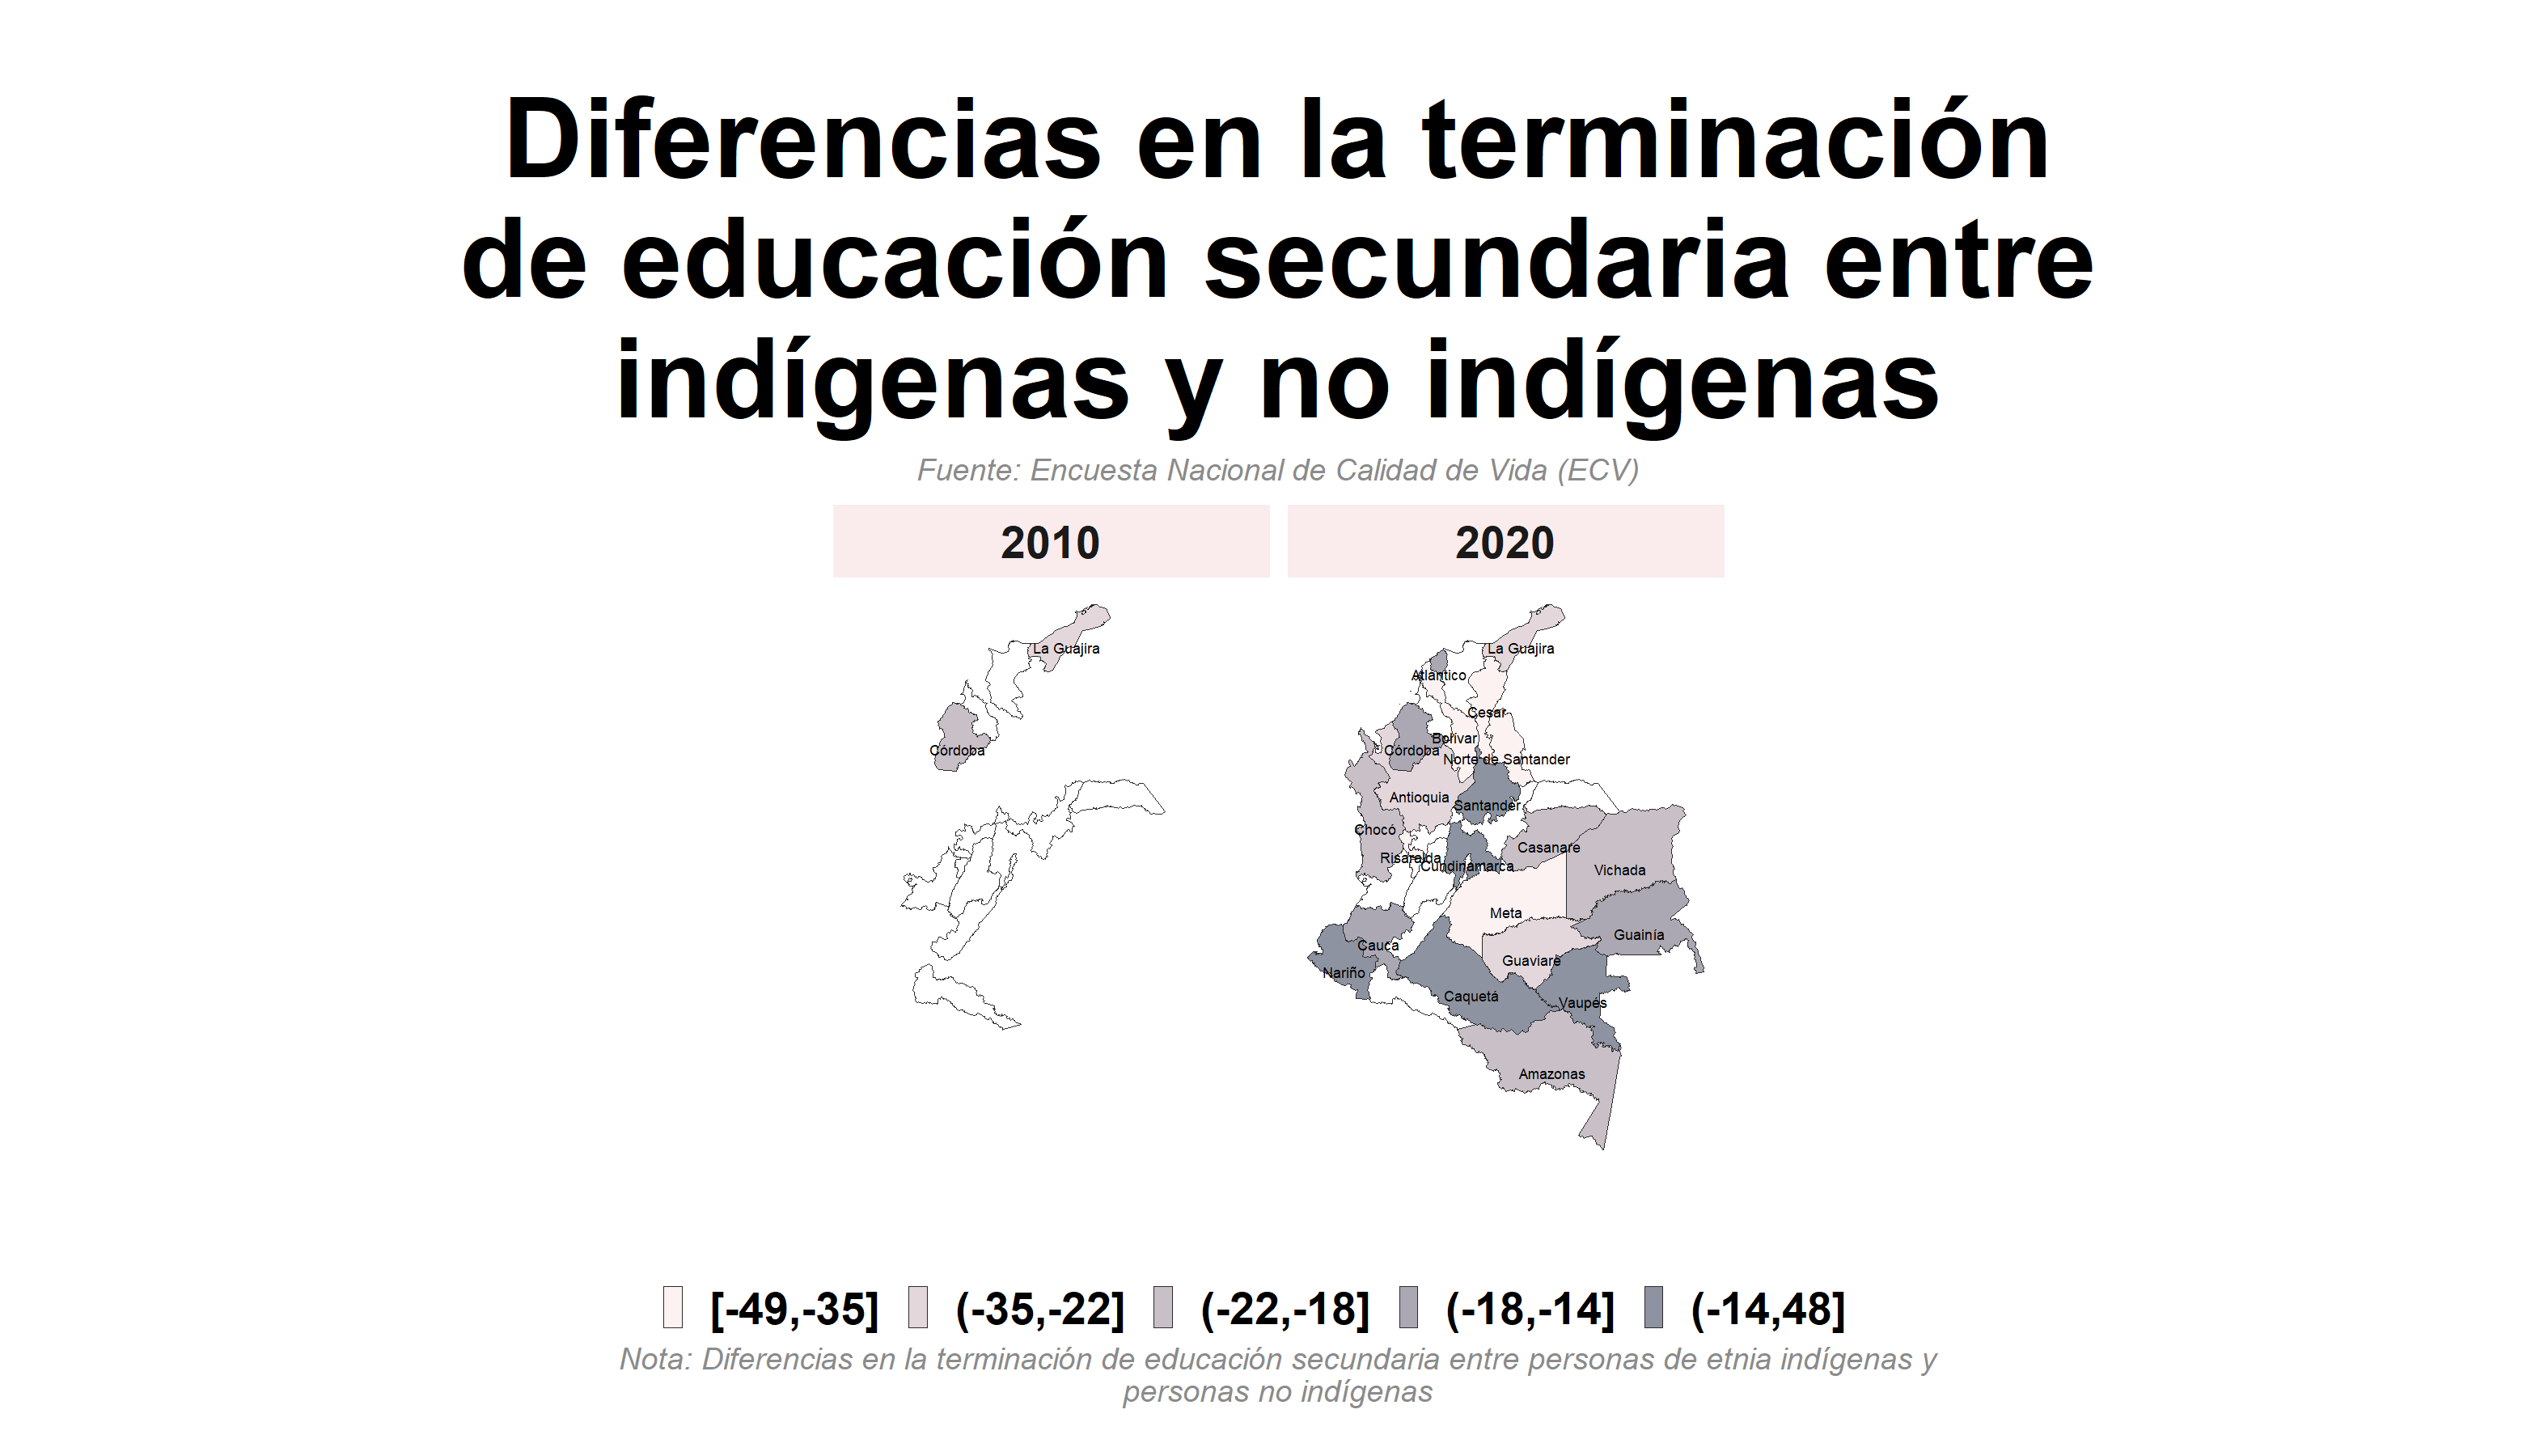 Diferencias en la terminación
de educación secundaria entre
indígenas y no indígenas
Fuente: Encuesta Nacional de Calidad de Vida (ECV)
2010
2020
La Guajira
Córdoba
La Guajira
Atlántico
Cesar
Bolívar
Córdoba
Norte de Santander
Antioquia
Santander
Chocó
Casanare
Risaralda
Cundinamarca
Vichada
Meta
Guainía
Cauca
Guaviare
Nariño
Caquetá
Vaupés
Amazonas
[-49,-35] (-35,-22] (-22,-18] (-18,-14] (-14,48]
Nota: Diferencias en la terminación de educación secundaria entre personas de etnia indígenas y
personas no indígenas